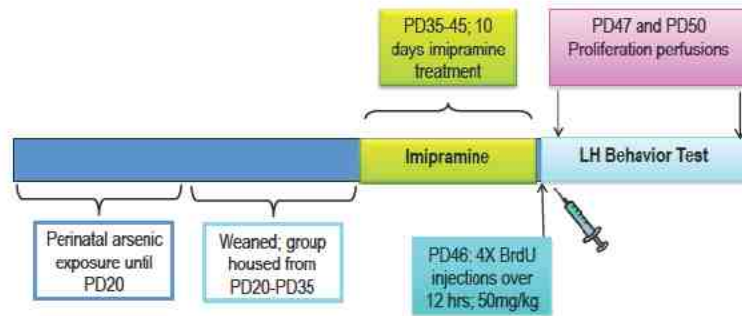 PD35-45; 10
days imipramine
treatment
PD47 and PD50
Proliferation perfusions
Imipramine
LH Behavior Test
Perinatal arsenic
exposure until
PD20
Weaned; group
housed from
PD20-PD35
PD46: 4X BrdU
injections over
12 hrs; 50mg/kg